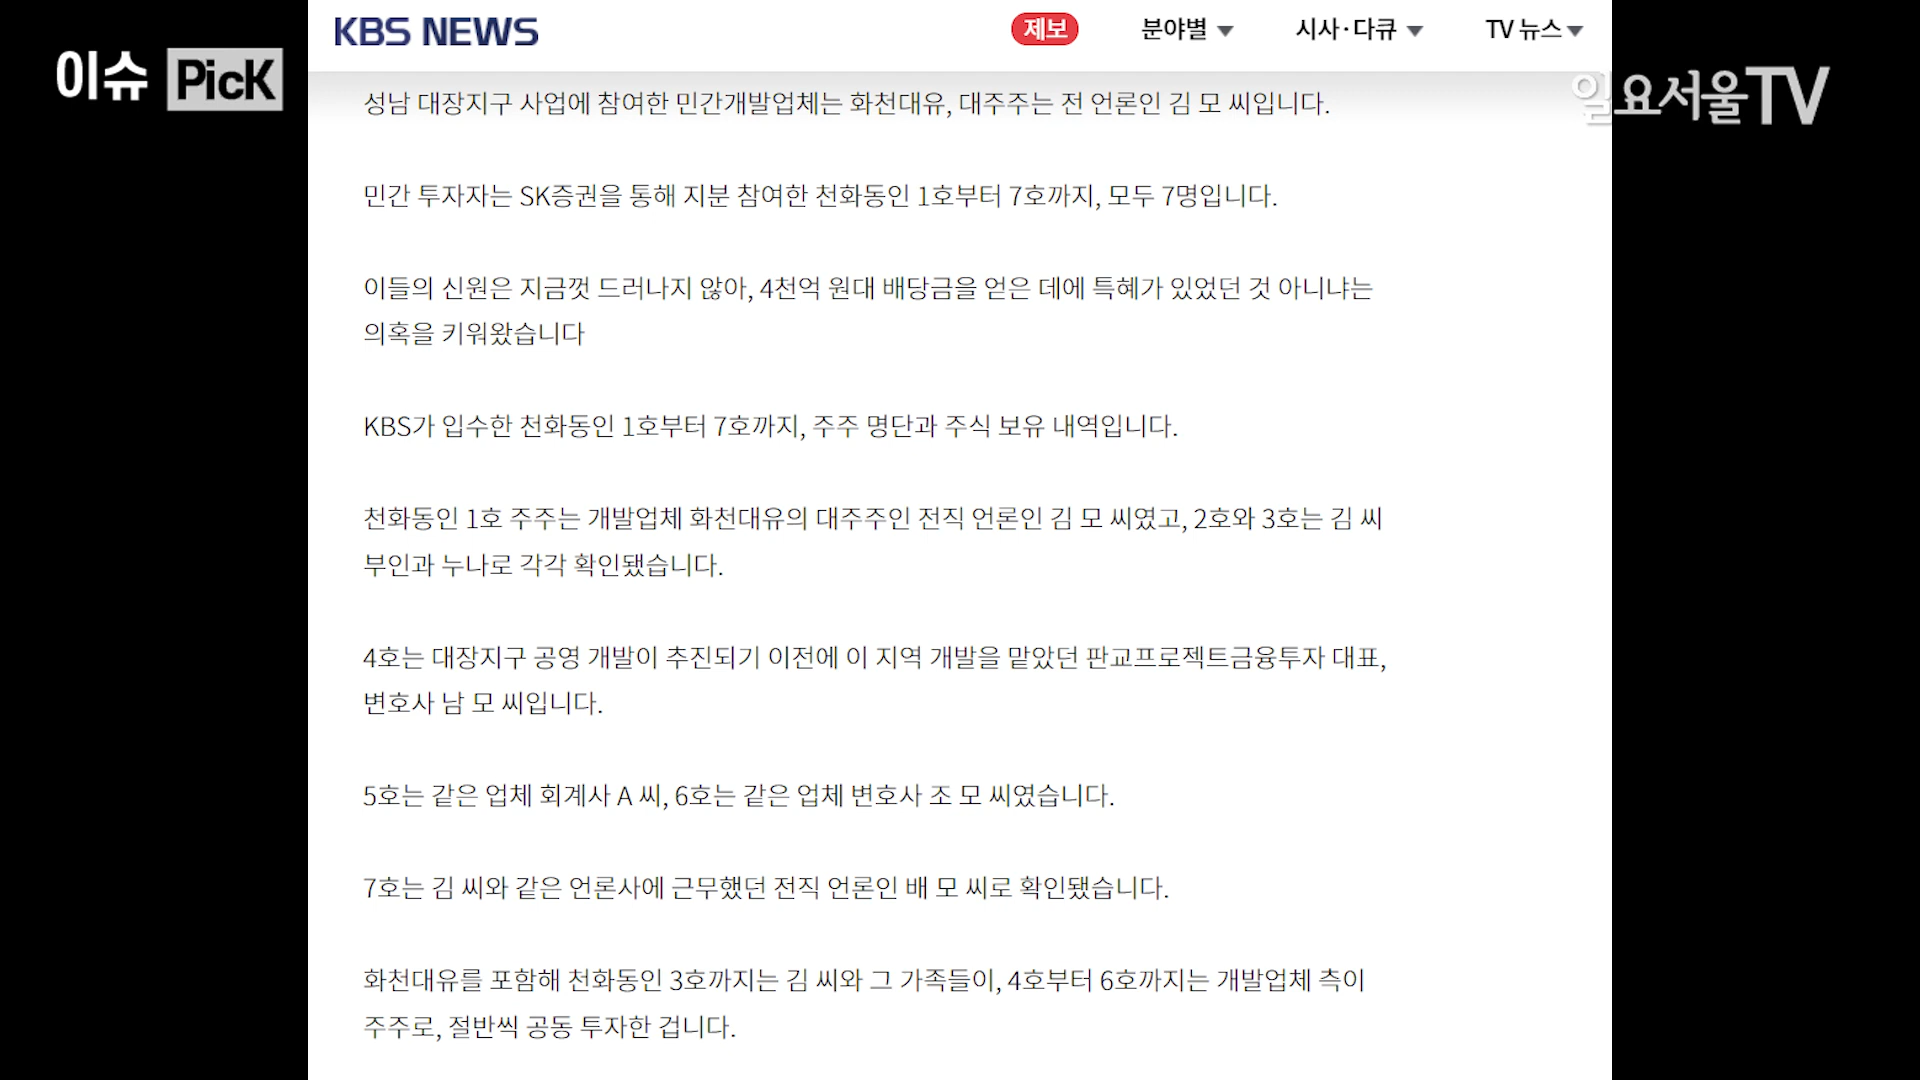 이슈 PicK
KBS NEWS
제보
분야별
시사·다큐
TV 뉴스
일요서울TV
성남 대장지구 사업에 참여한 민간개발업체는 화천대유, 대주주는 전 언론인 김 모 씨입니다.
민간 투자자는 SK증권을 통해 지분 참여한 천화동인 1호부터 7호까지, 모두 7명입니다.
이들의 신원은 지금껏 드러나지 않아, 4천억 원대 배당금을 얻은 데에 특혜가 있었던 것 아니냐는
의혹을 키워왔습니다
KBS가 입수한 천화동인 1호부터 7호까지, 주주 명단과 주식 보유 내역입니다.
천화동인 1호 주주는 개발업체 화천대유의 대주주인 전직 언론인 김 모 씨였고, 2호와 3호는 김 씨
부인과 누나로 각각 확인됐습니다.
4호는 대장지구 공영 개발이 추진되기 이전에 이 지역 개발을 맡았던 판교프로젝트금융투자 대표,
변호사 남 모 씨입니다.
5호는 같은 업체 회계사 A 씨, 6호는 같은 업체 변호사 조 모 씨였습니다.
7호는 김 씨와 같은 언론사에 근무했던 전직 언론인 배 모 씨로 확인됐습니다.
화천대유를 포함해 천화동인 3호까지는 김 씨와 그 가족들이, 4호부터 6호까지는 개발업체 측이
주주로, 절반씩 공동 투자한 겁니다.